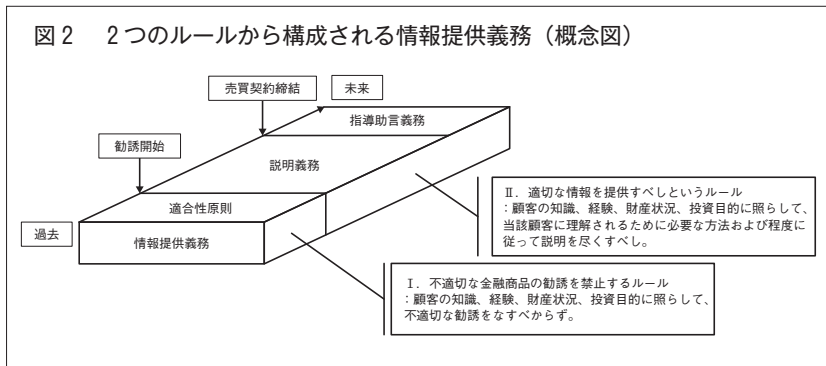 図2 2つのルールから構成される情報提供義務（概念図）
売買契約締結
未来
指導助言義務
勧誘開始
説明義務
適合性原則
過去
情報提供義務
Ⅱ．適切な情報を提供すべしというルール
：顧客の知識、経験、財産状況、投資目的に照らして、
当該顧客に理解されるために必要な方法および程度に
従って説明を尽くすべし。
Ⅰ．不適切な金融商品の勧誘を禁止するルール
：顧客の知識、経験、財産状況、投資目的に照らして、
不適切な勧誘をなすべからず。